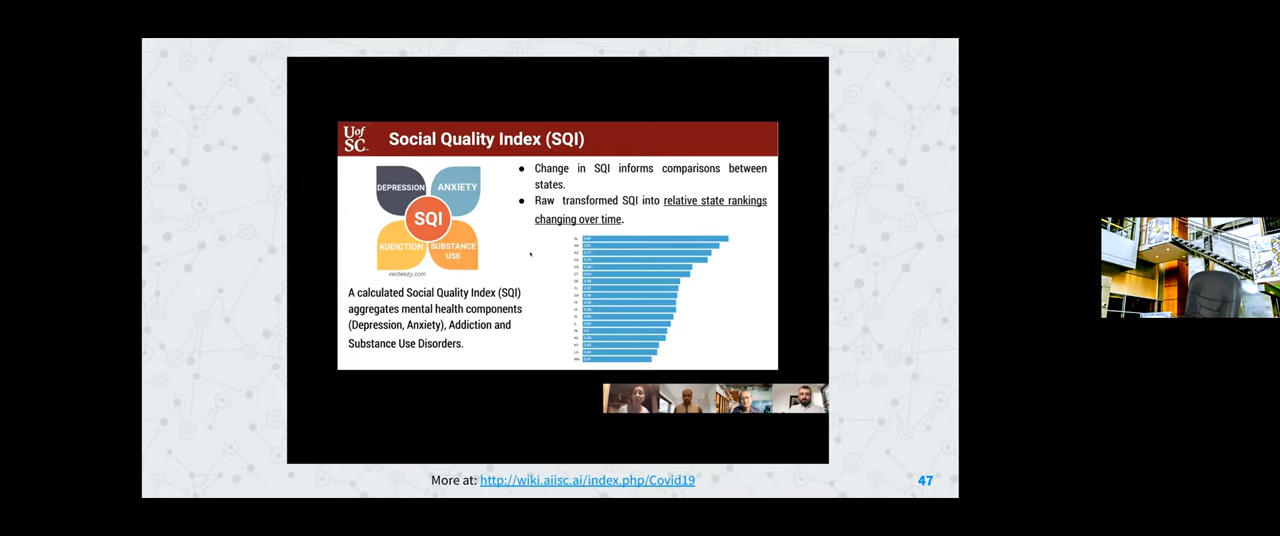 Uof
SC
Social Quality Index (SQI)
DEPRESSION
ANXIETY
SQI
ADDICTION
SUBSTANCE
USE
vecteezy.com
A calculated Social Quality Index (SQI)
aggregates mental health components
(Depression, Anxiety), Addiction and
Substance Use Disorders.
● Change in SQI informs comparisons between
states.
● Raw transformed SQI into relative state rankings
changing over time.
More at: http://wiki.aiisc.ai/index.php/Covid19
47